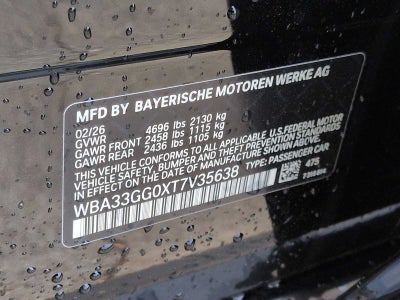 MFD BY BAYERISCHE MOTOREN WERKE AG
02/26
GVWR 4696 lbs 2130 kg
GAWR FRONT 2458 lbs 1115 kg
GAWR REAR 2436 lbs 1105 kg
THIS VEHICLE CONFORMS TO ALL APPLICABLE U.S. FEDERAL MOTOR
VEHICLE SAFETY, BUMPER, AND THEFT PREVENTION STANDARDS
IN EFFECT ON THE DATE OF MANUFACTURE SHOWN ABOVE.
WBA33GG0XT7V35638 TYPE: PASSENGER CAR
475